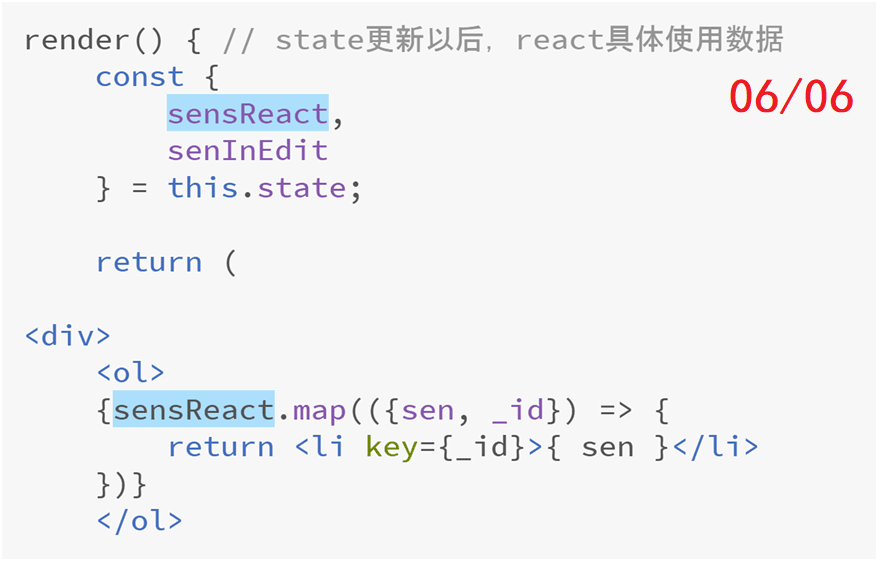 render() { // state更新以后, react具体使用数据
    const {
06/06
        sensReact,
        senInEdit
    } = this.state;
    return (
<div>
    <ol>
    {sensReact.map(({sen, _id}) => {
        return <li key={_id}>{ sen }</li>
    })}
    </ol>